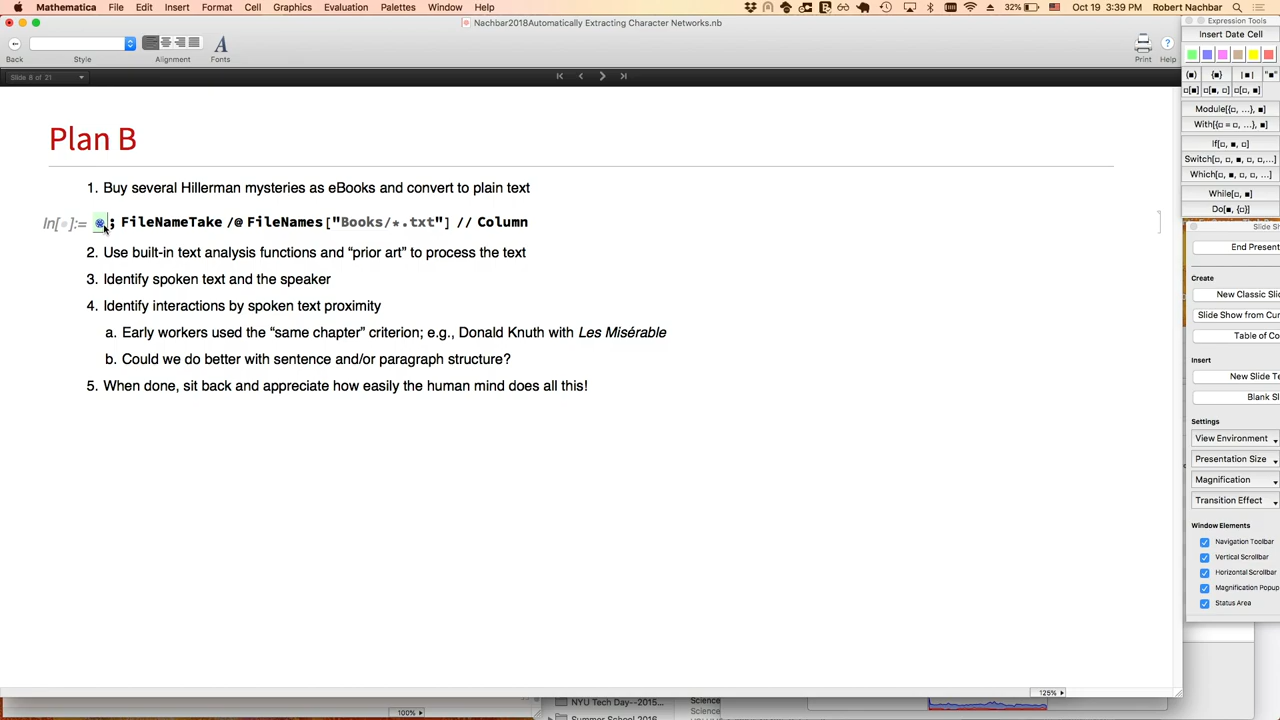 Mathematica File Edit Insert Format Cell Graphics Evaluation Palettes Window Help 32% Oct 19 3:39 PM Robert Nachbar
Nachbar2018Automatically Extracting Character Networks.nb
Back Style Alignment Fonts Print Help
Slide 8 of 21
Plan B
1. Buy several Hillerman mysteries as eBooks and convert to plain text
In[ ]:= ; FileNameTake /@ FileNames["Books/*.txt"] // Column
2. Use built-in text analysis functions and “prior art” to process the text
3. Identify spoken text and the speaker
4. Identify interactions by spoken text proximity
a. Early workers used the “same chapter” criterion; e.g., Donald Knuth with Les Misérable
b. Could we do better with sentence and/or paragraph structure?
5. When done, sit back and appreciate how easily the human mind does all this!
125%
100%
NYU Tech Day--2015...
Summer School 2016
Science
Science
Expression Tools
Insert Date Cell
(■) {■} |■| "■"
□[■] □[■, □] □[□, ■]
Module[{□, …}, ■]
With[{□ = □, …}, ■]
If[□, ■, □]
Switch[□, □, ■, □, □,…]
Which[□, ■, □, ■, …]
While[□, ■]
Do[■, {□}]
Slide Sh
End Present
Create
New Classic Slid
Slide Show from Curr
Table of Co
Insert
New Slide Te
Blank Sl
Settings
View Environment
Presentation Size
Magnification
Transition Effect
Window Elements
Navigation Toolbar
Vertical Scrollbar
Horizontal Scrollbar
Magnification Popup
Status Area